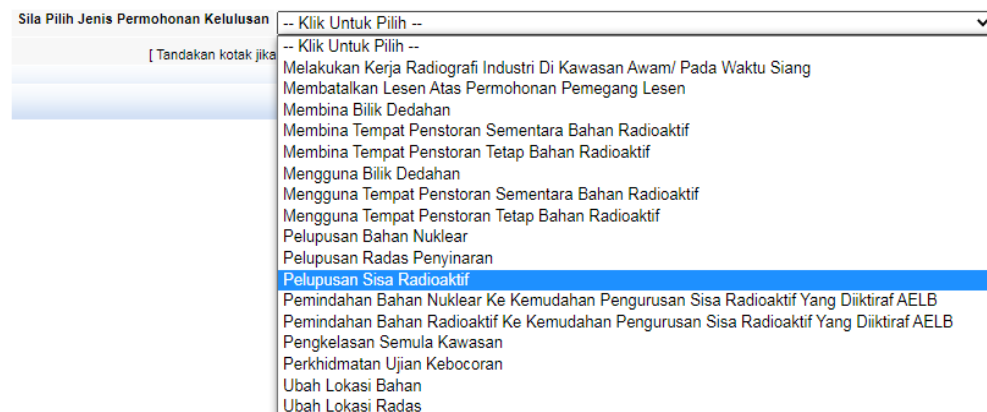 Sila Pilih Jenis Permohonan Kelulusan -- Klik Untuk Pilih --
[ Tandakan kotak jika
-- Klik Untuk Pilih --
Melakukan Kerja Radiografi Industri Di Kawasan Awam/ Pada Waktu Siang
Membatalkan Lesen Atas Permohonan Pemegang Lesen
Membina Bilik Dedahan
Membina Tempat Penstoran Sementara Bahan Radioaktif
Membina Tempat Penstoran Tetap Bahan Radioaktif
Mengguna Bilik Dedahan
Mengguna Tempat Penstoran Sementara Bahan Radioaktif
Mengguna Tempat Penstoran Tetap Bahan Radioaktif
Pelupusan Bahan Nuklear
Pelupusan Radas Penyinaran
Pelupusan Sisa Radioaktif
Pemindahan Bahan Nuklear Ke Kemudahan Pengurusan Sisa Radioaktif Yang Diiktiraf AELB
Pemindahan Bahan Radioaktif Ke Kemudahan Pengurusan Sisa Radioaktif Yang Diiktiraf AELB
Pengkelasan Semula Kawasan
Perkhidmatan Ujian Kebocoran
Ubah Lokasi Bahan
Ubah Lokasi Radas